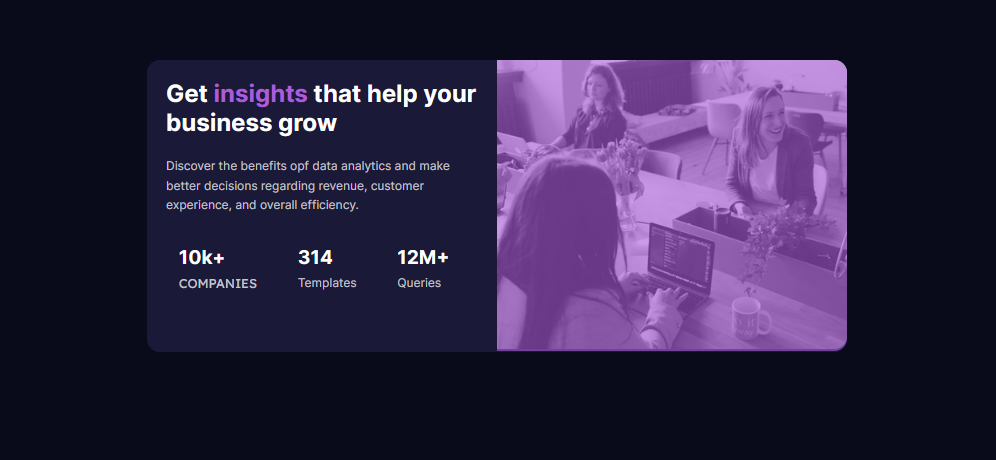 Get insights that help your
business grow
Discover the benefits opf data analytics and make
better decisions regarding revenue, customer
experience, and overall efficiency.
10k+ 314 12M+
COMPANIES Templates Queries